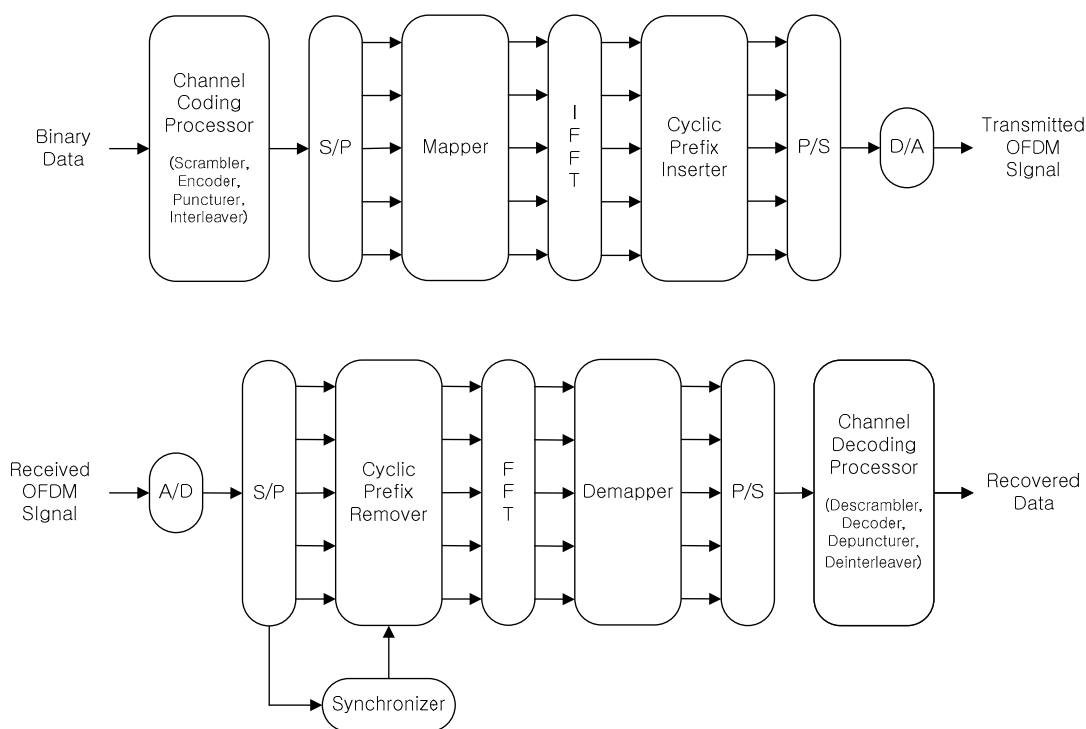 Binary
Data
Channel
Coding
Processor
(Scrambler,
Encoder,
Puncturer,
Interleaver)
S/P
Mapper
I
F
F
T
Cyclic
Prefix
Inserter
P/S
D/A
Transmitted
OFDM
SIgnal
Received
OFDM
SIgnal
A/D
S/P
Cyclic
Prefix
Remover
F
F
T
Demapper
P/S
Channel
Decoding
Processor
(Descrambler,
Decoder,
Depuncturer,
Deinterleaver)
Recovered
Data
Synchronizer